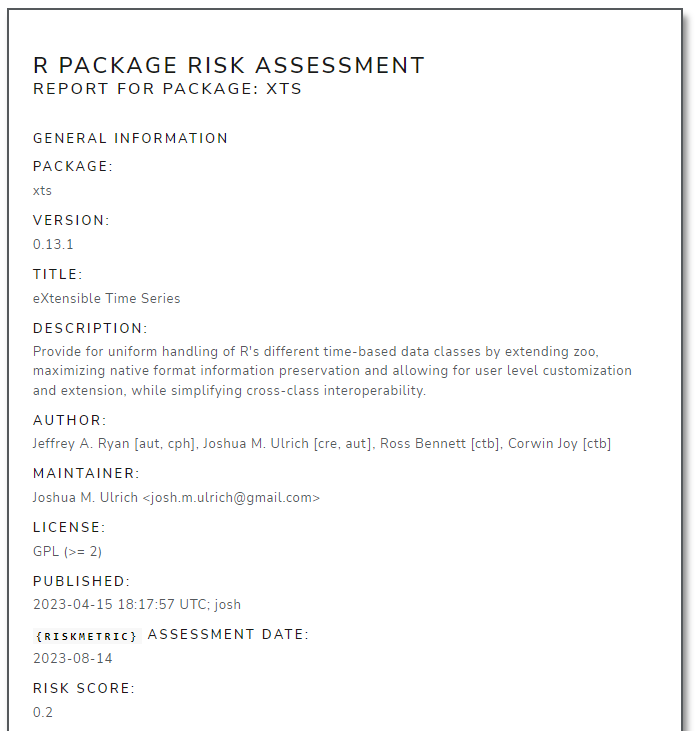 R PACKAGE RISK ASSESSMENT
REPORT FOR PACKAGE: XTS
GENERAL INFORMATION
PACKAGE:
xts
VERSION:
0.13.1
TITLE:
eXtensible Time Series
DESCRIPTION:
Provide for uniform handling of R's different time-based data classes by extending zoo,
maximizing native format information preservation and allowing for user level customization
and extension, while simplifying cross-class interoperability.
AUTHOR:
Jeffrey A. Ryan [aut, cph], Joshua M. Ulrich [cre, aut], Ross Bennett [ctb], Corwin Joy [ctb]
MAINTAINER:
Joshua M. Ulrich <josh.m.ulrich@gmail.com>
LICENSE:
GPL (>= 2)
PUBLISHED:
2023-04-15 18:17:57 UTC; josh
{RISKMETRIC} ASSESSMENT DATE:
2023-08-14
RISK SCORE:
0.2